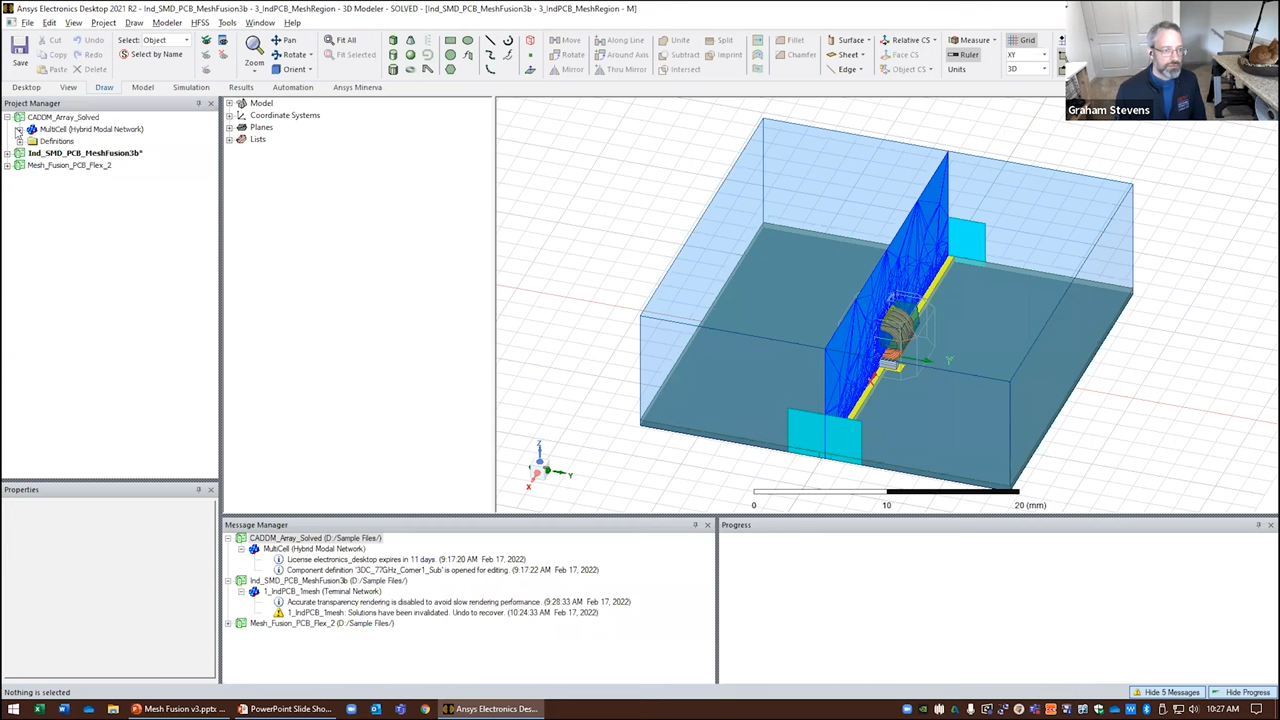 Ansys Electronics Desktop 2021 R2 - Ind_SMD_PCB_MeshFusion3b - 3_IndPCB_MeshRegion - 3D Modeler - SOLVED - [Ind_SMD_PCB_MeshFusion3b - 3_IndPCB_MeshRegion - M]
File Edit View Project Draw Modeler HFSS Tools Window Help
Save
Cut
Copy
Paste
Undo
Redo
Delete
Select: Object
Select by Name
Zoom
Pan
Rotate
Orient
Fit All
Fit Selected
Move
Rotate
Mirror
Along Line
Around Axis
Thru Mirror
Unite
Subtract
Intersect
Split
Imprint
Fillet
Chamfer
Surface
Sheet
Edge
Relative CS
Face CS
Object CS
Measure
Ruler
Units
Grid
XY
3D
Desktop View Draw Model Simulation Results Automation Ansys Minerva
Graham Stevens
Project Manager
CADDM_Array_Solved
MultiCell (Hybrid Modal Network)
Definitions
Ind_SMD_PCB_MeshFusion3b*
Mesh_Fusion_PCB_Flex_2
Model
Coordinate Systems
Planes
Lists
Y
Z
Y
X
0 10 20 (mm)
Properties
Message Manager
CADDM_Array_Solved (D:/Sample Files/)
MultiCell (Hybrid Modal Network)
License electronics_desktop expires in 11 days. (9:17:20 AM Feb 17, 2022)
Component definition '3DC_77GHz_Corner1_Sub' is opened for editing. (9:17:22 AM Feb 17, 2022)
Ind_SMD_PCB_MeshFusion3b (D:/Sample Files/)
1_IndPCB_1mesh (Terminal Network)
Accurate transparency rendering is disabled to avoid slow rendering performance. (9:28:33 AM Feb 17, 2022)
1_IndPCB_1mesh: Solutions have been invalidated. Undo to recover. (10:24:33 AM Feb 17, 2022)
Mesh_Fusion_PCB_Flex_2 (D:/Sample Files/)
Progress
Nothing is selected
Hide 5 Messages
Hide Progress
Mesh Fusion v3.pptx ...
PowerPoint Slide Sho...
Ansys Electronics Des...
10:27 AM